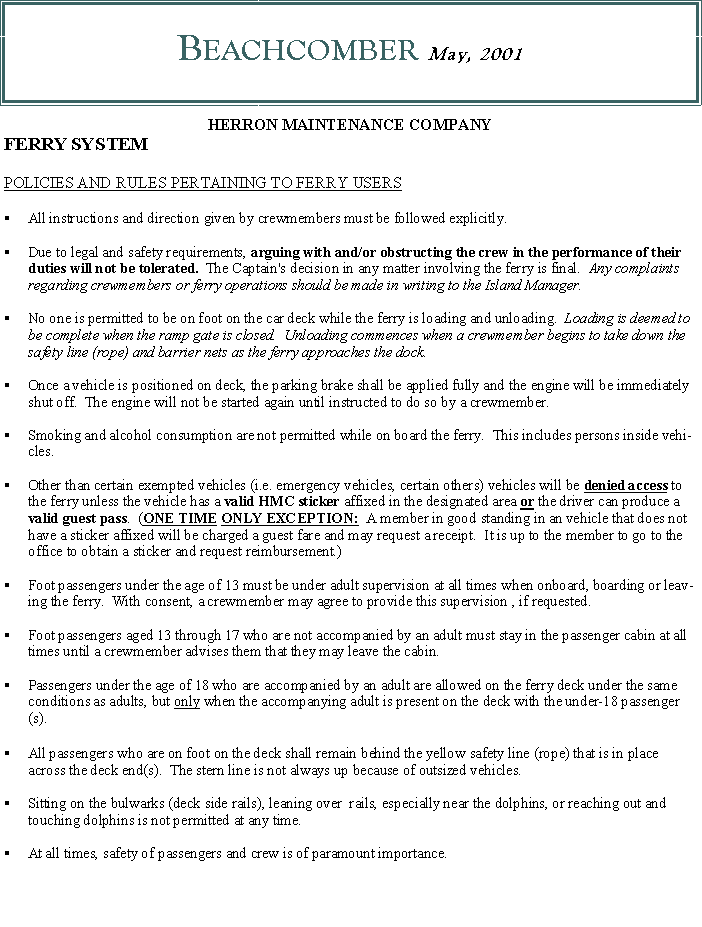 BEACHCOMBER May, 2001
HERRON MAINTENANCE COMPANY
FERRY SYSTEM
POLICIES AND RULES PERTAINING TO FERRY USERS
▪ All instructions and direction given by crewmembers must be followed explicitly.
▪ Due to legal and safety requirements, arguing with and/or obstructing the crew in the performance of their
duties will not be tolerated. The Captain's decision in any matter involving the ferry is final. Any complaints
regarding crewmembers or ferry operations should be made in writing to the Island Manager.
▪ No one is permitted to be on foot on the car deck while the ferry is loading and unloading. Loading is deemed to
be complete when the ramp gate is closed. Unloading commences when a crewmember begins to take down the
safety line (rope) and barrier nets as the ferry approaches the dock.
▪ Once a vehicle is positioned on deck, the parking brake shall be applied fully and the engine will be immediately
shut off. The engine will not be started again until instructed to do so by a crewmember.
▪ Smoking and alcohol consumption are not permitted while on board the ferry. This includes persons inside vehi-
cles.
▪ Other than certain exempted vehicles (i.e. emergency vehicles, certain others) vehicles will be denied access to
the ferry unless the vehicle has a valid HMC sticker affixed in the designated area or the driver can produce a
valid guest pass. (ONE TIME ONLY EXCEPTION: A member in good standing in an vehicle that does not
have a sticker affixed will be charged a guest fare and may request a receipt. It is up to the member to go to the
office to obtain a sticker and request reimbursement.)
▪ Foot passengers under the age of 13 must be under adult supervision at all times when onboard, boarding or leav-
ing the ferry. With consent, a crewmember may agree to provide this supervision , if requested.
▪ Foot passengers aged 13 through 17 who are not accompanied by an adult must stay in the passenger cabin at all
times until a crewmember advises them that they may leave the cabin.
▪ Passengers under the age of 18 who are accompanied by an adult are allowed on the ferry deck under the same
conditions as adults, but only when the accompanying adult is present on the deck with the under-18 passenger
(s).
▪ All passengers who are on foot on the deck shall remain behind the yellow safety line (rope) that is in place
across the deck end(s). The stern line is not always up because of outsized vehicles.
▪ Sitting on the bulwarks (deck side rails), leaning over rails, especially near the dolphins, or reaching out and
touching dolphins is not permitted at any time.
▪ At all times, safety of passengers and crew is of paramount importance.